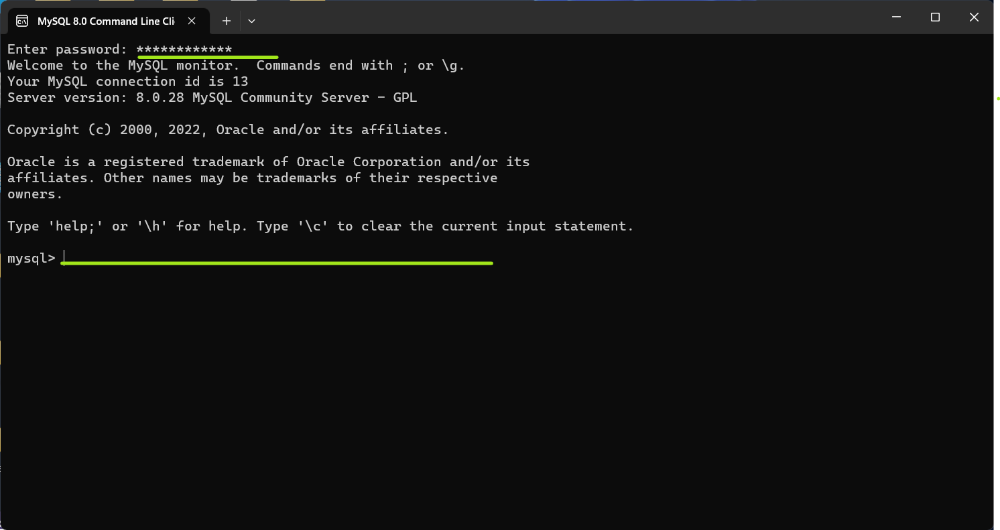 MySQL 8.0 Command Line Cli
Enter password: ************
Welcome to the MySQL monitor.  Commands end with ; or \g.
Your MySQL connection id is 13
Server version: 8.0.28 MySQL Community Server - GPL
Copyright (c) 2000, 2022, Oracle and/or its affiliates.
Oracle is a registered trademark of Oracle Corporation and/or its
affiliates. Other names may be trademarks of their respective
owners.
Type 'help;' or '\h' for help. Type '\c' to clear the current input statement.
mysql>